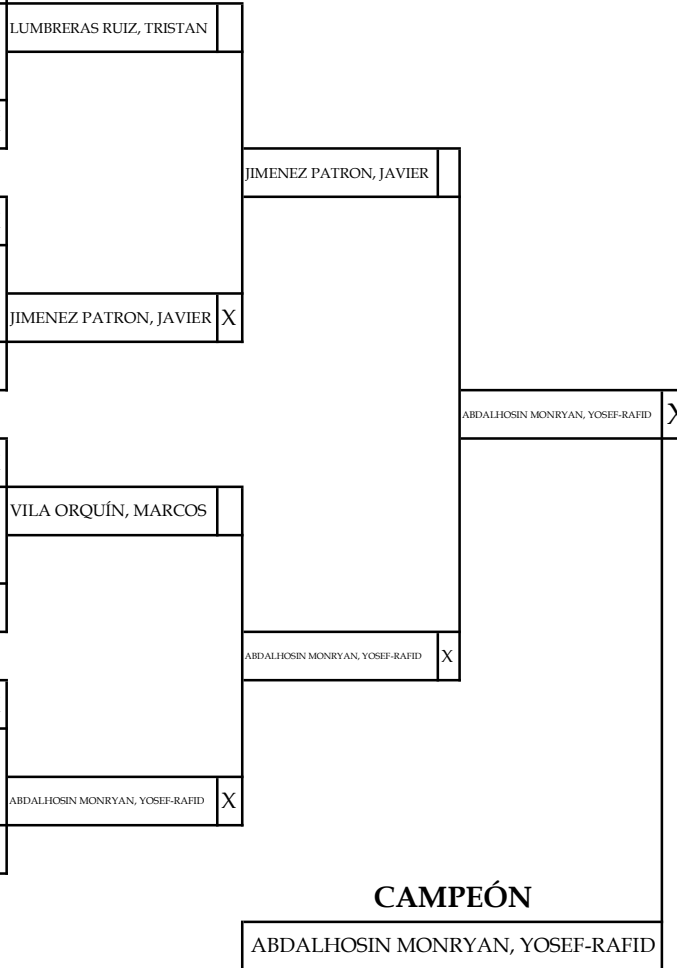 LUMBRERAS RUIZ, TRISTAN
JIMENEZ PATRON, JAVIER
JIMENEZ PATRON, JAVIER X
ABDALHOSIN MONRYAN, YOSEF-RAFID X
VILA ORQUÍN, MARCOS
ABDALHOSIN MONRYAN, YOSEF-RAFID X
ABDALHOSIN MONRYAN, YOSEF-RAFID X
CAMPEÓN
ABDALHOSIN MONRYAN, YOSEF-RAFID